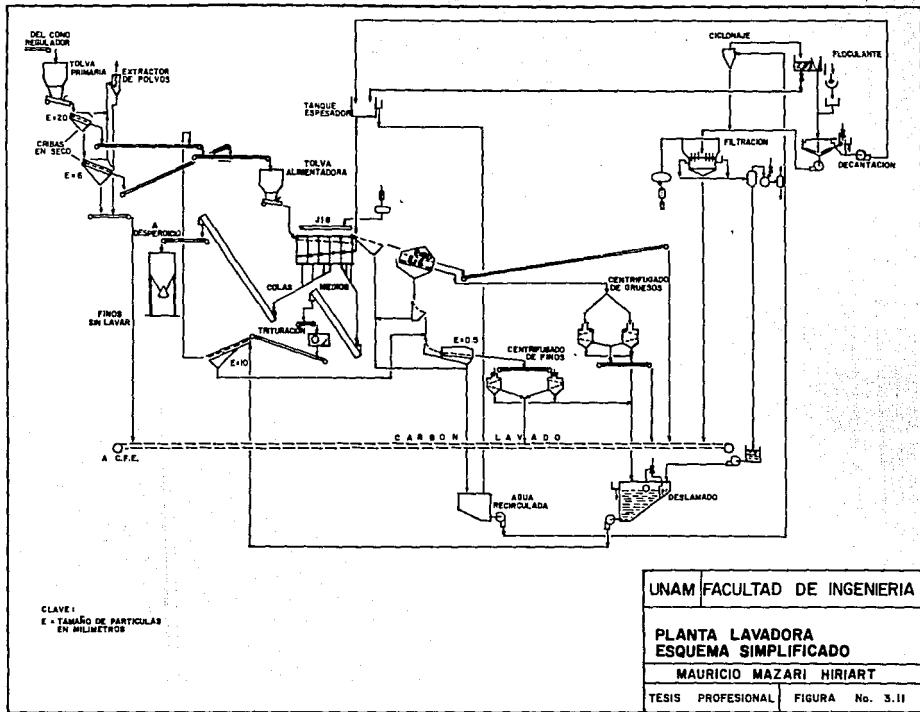 DEL CONO
REGULADOR
TOLVA
PRIMARIA
EXTRACTOR
DE POLVOS
E=20
CRIBAS
EN SECO
E=6
A
DESPERDICIO
FINOS
SIN LAVAR
TOLVA
ALIMENTADORA
JIG
COLAS
MEDIOS
TRITURACION
E=10
TANQUE
ESPESADOR
CICLONAJE
FLOCULANTE
FILTRACION
DECANTACION
CENTRIFUGADO
DE GRUESOS
E=0.5
CENTRIFUGADO
DE FINOS
CARBON LAVADO
A C.F.E.
AGUA
RECIRCULADA
DESLAMADO
CLAVE:
E = TAMAÑO DE PARTICULAS
EN MILIMETROS
UNAM FACULTAD DE INGENIERIA
PLANTA LAVADORA
ESQUEMA SIMPLIFICADO
MAURICIO MAZARI HIRIART
TESIS PROFESIONAL FIGURA No. 3.11